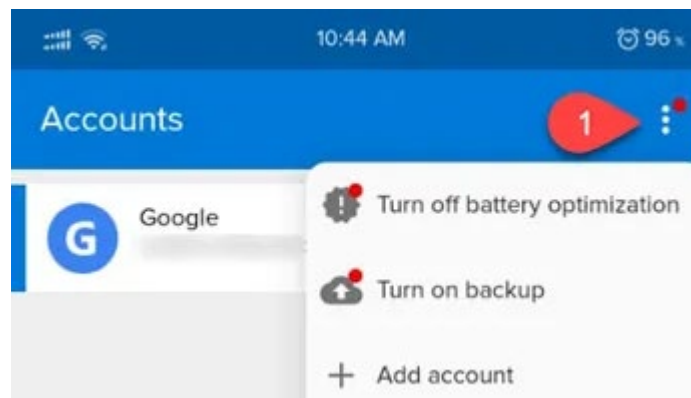 10:44 AM
96 %
Accounts
1
Google
G
Turn off battery optimization
Turn on backup
Add account